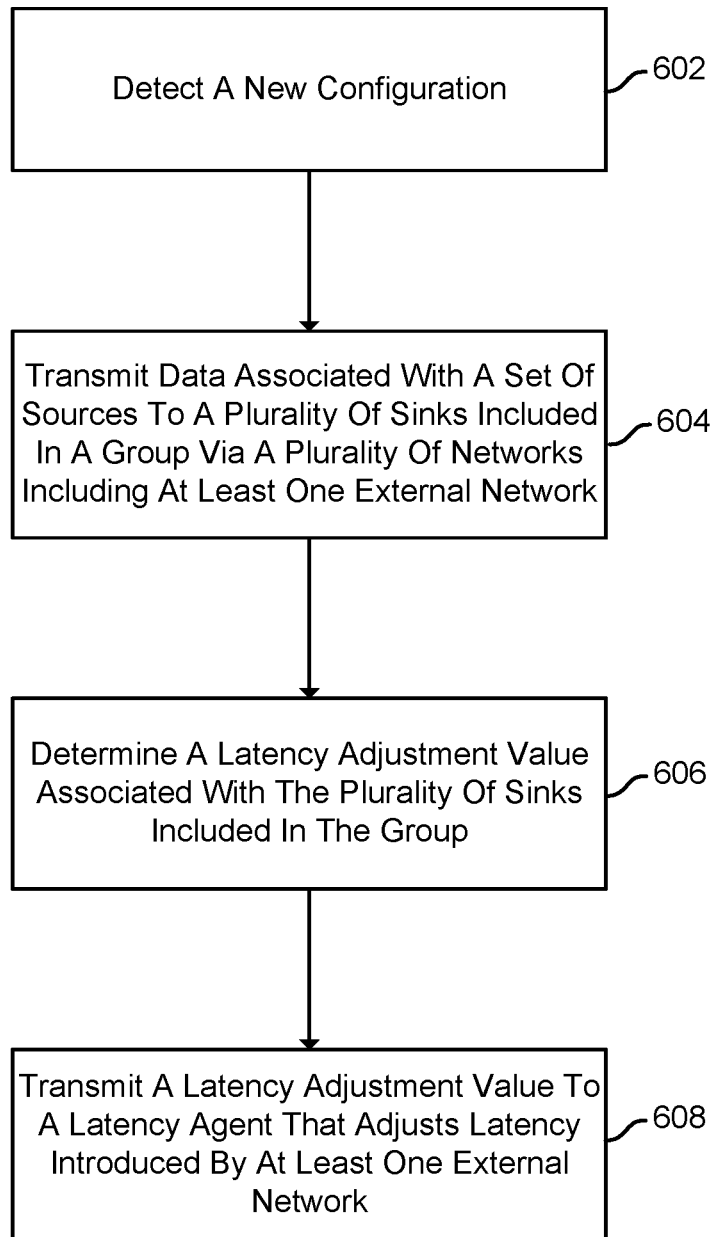 Detect A New Configuration
602
Transmit Data Associated With A Set Of
Sources To A Plurality Of Sinks Included
In A Group Via A Plurality Of Networks
Including At Least One External Network
604
Determine A Latency Adjustment Value
Associated With The Plurality Of Sinks
Included In The Group
606
Transmit A Latency Adjustment Value To
A Latency Agent That Adjusts Latency
Introduced By At Least One External
Network
608